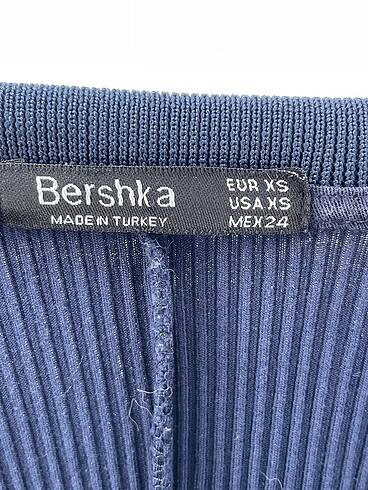 Bershka
MADE IN TURKEY
EUR XS
USA XS
MEX 24